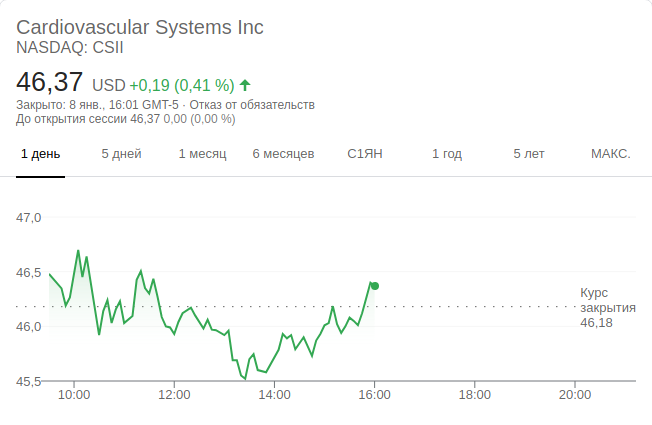 Cardiovascular Systems Inc
NASDAQ: CSII
46,37 USD +0,19 (0,41 %)
Закрыто: 8 янв., 16:01 GMT-5 · Отказ от обязательств
До открытия сессии 46,37 0,00 (0,00 %)
1 день 5 дней 1 месяц 6 месяцев С1ЯН 1 год 5 лет МАКС.
47,0
46,5
Курс
закрытия
46,18
46,0
45,5
10:00 12:00 14:00 16:00 18:00 20:00